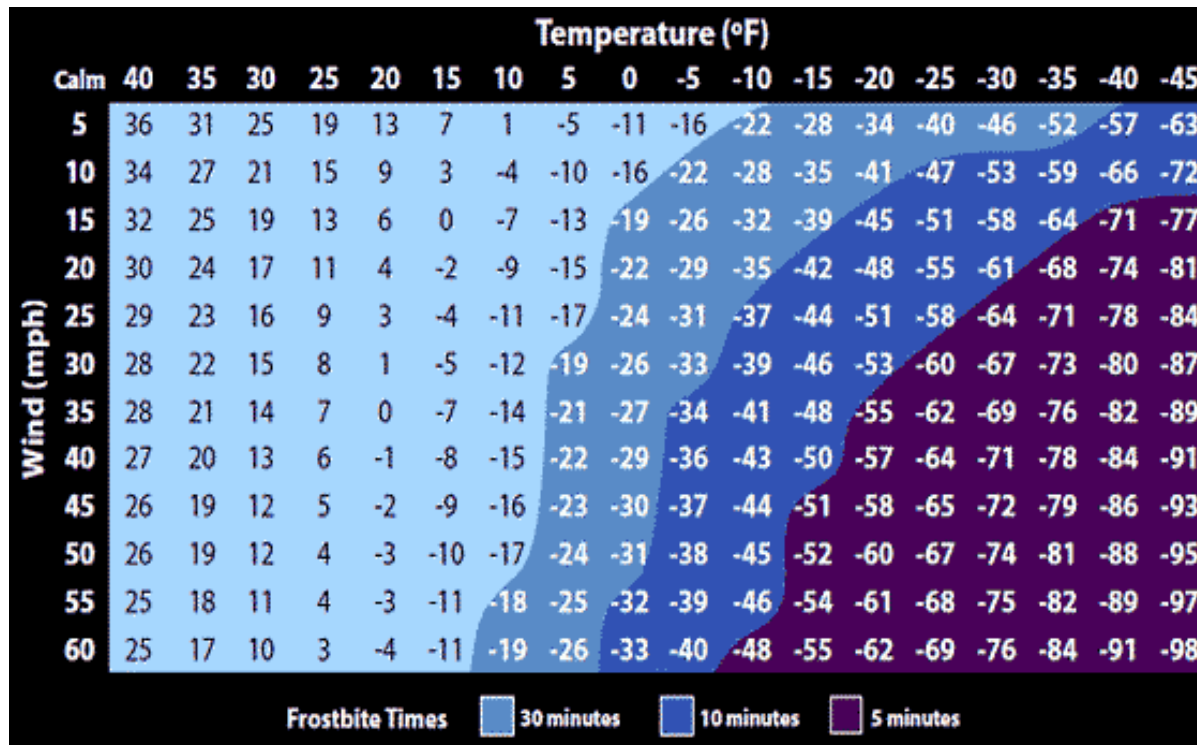 Temperature (ºF)
Calm 40 35 30 25 20 15 10 5 0 -5 -10 -15 -20 -25 -30 -35 -40 -45
5 36 31 25 19 13 7 1 -5 -11 -16 -22 -28 -34 -40 -46 -52 -57 -63
10 34 27 21 15 9 3 -4 -10 -16 -22 -28 -35 -41 -47 -53 -59 -66 -72
15 32 25 19 13 6 0 -7 -13 -19 -26 -32 -39 -45 -51 -58 -64 -71 -77
20 30 24 17 11 4 -2 -9 -15 -22 -29 -35 -42 -48 -55 -61 -68 -74 -81
25 29 23 16 9 3 -4 -11 -17 -24 -31 -37 -44 -51 -58 -64 -71 -78 -84
30 28 22 15 8 1 -5 -12 -19 -26 -33 -39 -46 -53 -60 -67 -73 -80 -87
35 28 21 14 7 0 -7 -14 -21 -27 -34 -41 -48 -55 -62 -69 -76 -82 -89
40 27 20 13 6 -1 -8 -15 -22 -29 -36 -43 -50 -57 -64 -71 -78 -84 -91
45 26 19 12 5 -2 -9 -16 -23 -30 -37 -44 -51 -58 -65 -72 -79 -86 -93
50 26 19 12 4 -3 -10 -17 -24 -31 -38 -45 -52 -60 -67 -74 -81 -88 -95
55 25 18 11 4 -3 -11 -18 -25 -32 -39 -46 -54 -61 -68 -75 -82 -89 -97
60 25 17 10 3 -4 -11 -19 -26 -33 -40 -48 -55 -62 -69 -76 -84 -91 -98
Wind (mph)
Frostbite Times 30 minutes 10 minutes 5 minutes